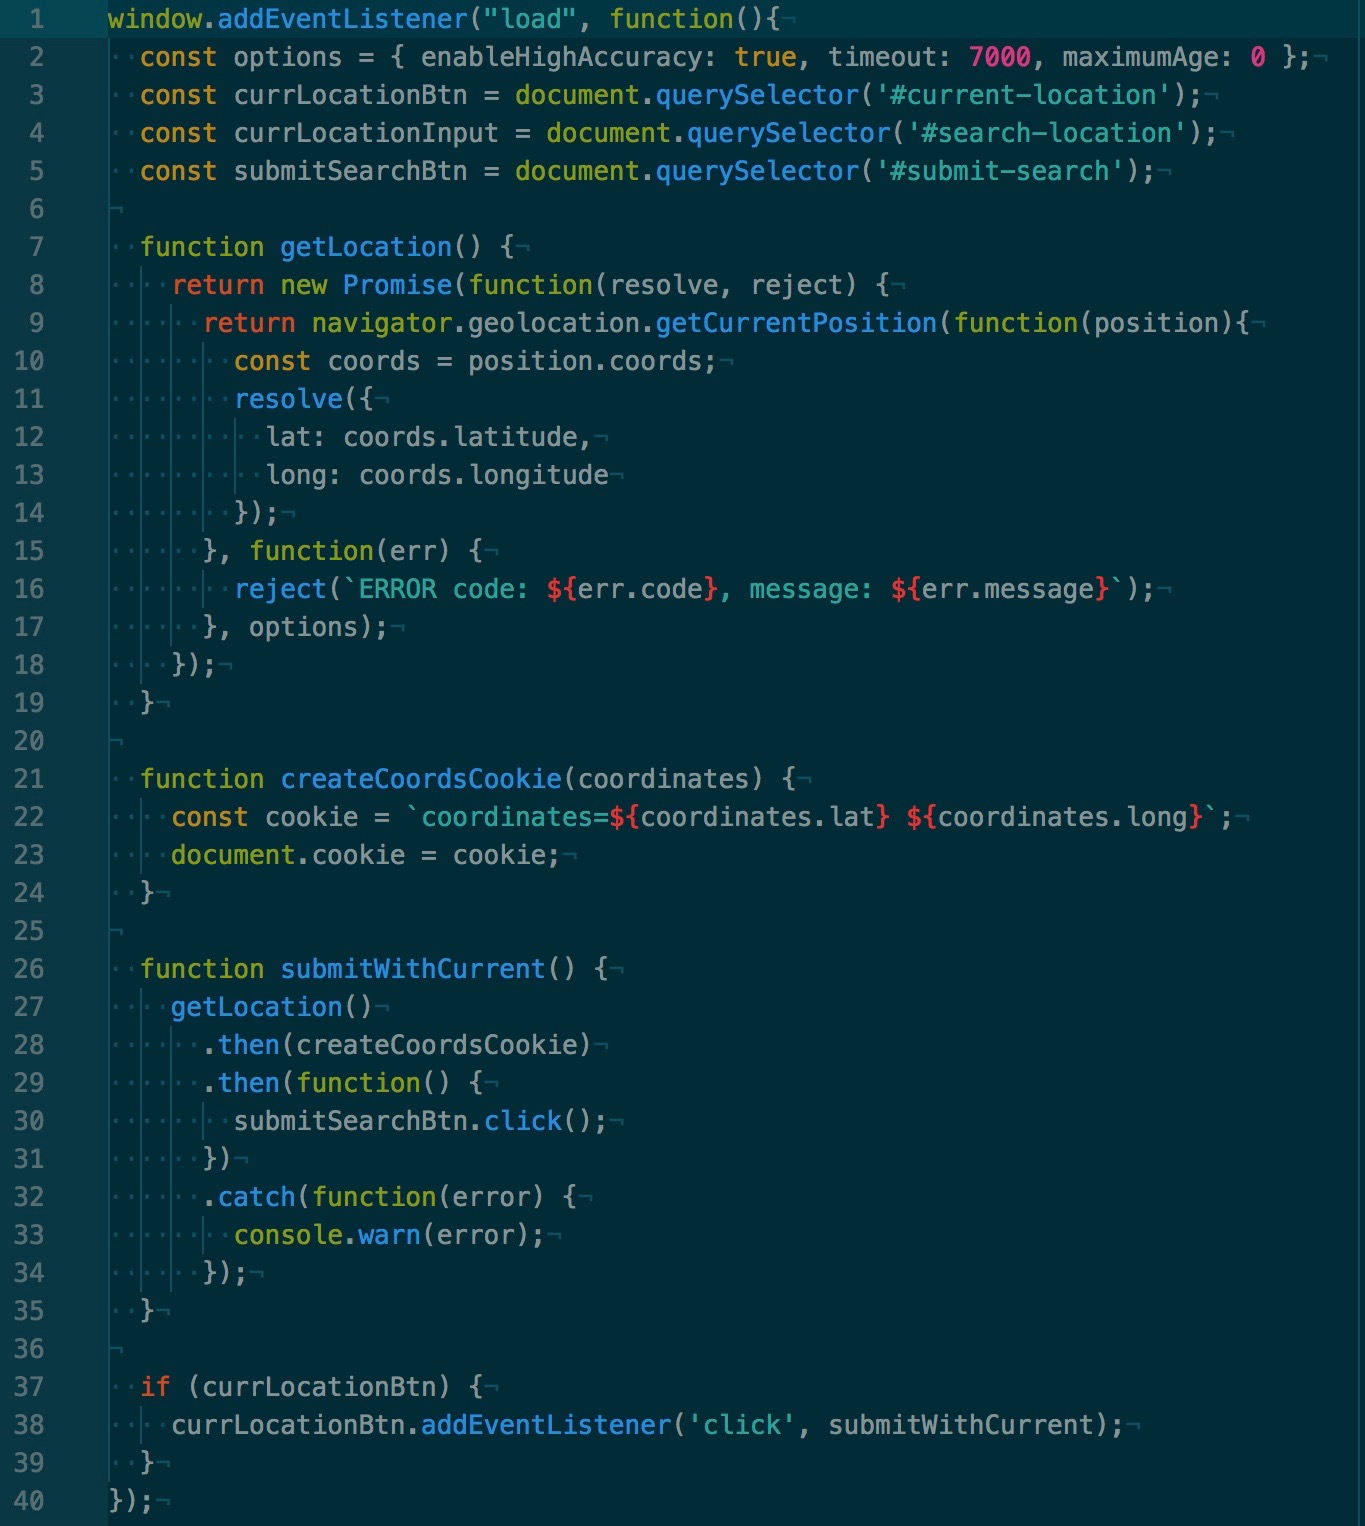 1 window.addEventListener("load", function(){¬
2 ··const options = { enableHighAccuracy: true, timeout: 7000, maximumAge: 0 };¬
3 ··const currLocationBtn = document.querySelector('#current-location');¬
4 ··const currLocationInput = document.querySelector('#search-location');¬
5 ··const submitSearchBtn = document.querySelector('#submit-search');¬
6 ¬
7 ··function getLocation() {¬
8 ····return new Promise(function(resolve, reject) {¬
9 ······return navigator.geolocation.getCurrentPosition(function(position){¬
10 ········const coords = position.coords;¬
11 ········resolve({¬
12 ··········lat: coords.latitude,¬
13 ··········long: coords.longitude¬
14 ········});¬
15 ······}, function(err) {¬
16 ········reject(`ERROR code: ${err.code}, message: ${err.message}`);¬
17 ······}, options);¬
18 ····});¬
19 ··}¬
20 ¬
21 ··function createCoordsCookie(coordinates) {¬
22 ····const cookie = `coordinates=${coordinates.lat} ${coordinates.long}`;¬
23 ····document.cookie = cookie;¬
24 ··}¬
25 ¬
26 ··function submitWithCurrent() {¬
27 ····getLocation()¬
28 ······.then(createCoordsCookie)¬
29 ······.then(function() {¬
30 ········submitSearchBtn.click();¬
31 ······})¬
32 ······.catch(function(error) {¬
33 ········console.warn(error);¬
34 ······});¬
35 ··}¬
36 ¬
37 ··if (currLocationBtn) {¬
38 ····currLocationBtn.addEventListener('click', submitWithCurrent);¬
39 ··}¬
40 });¬